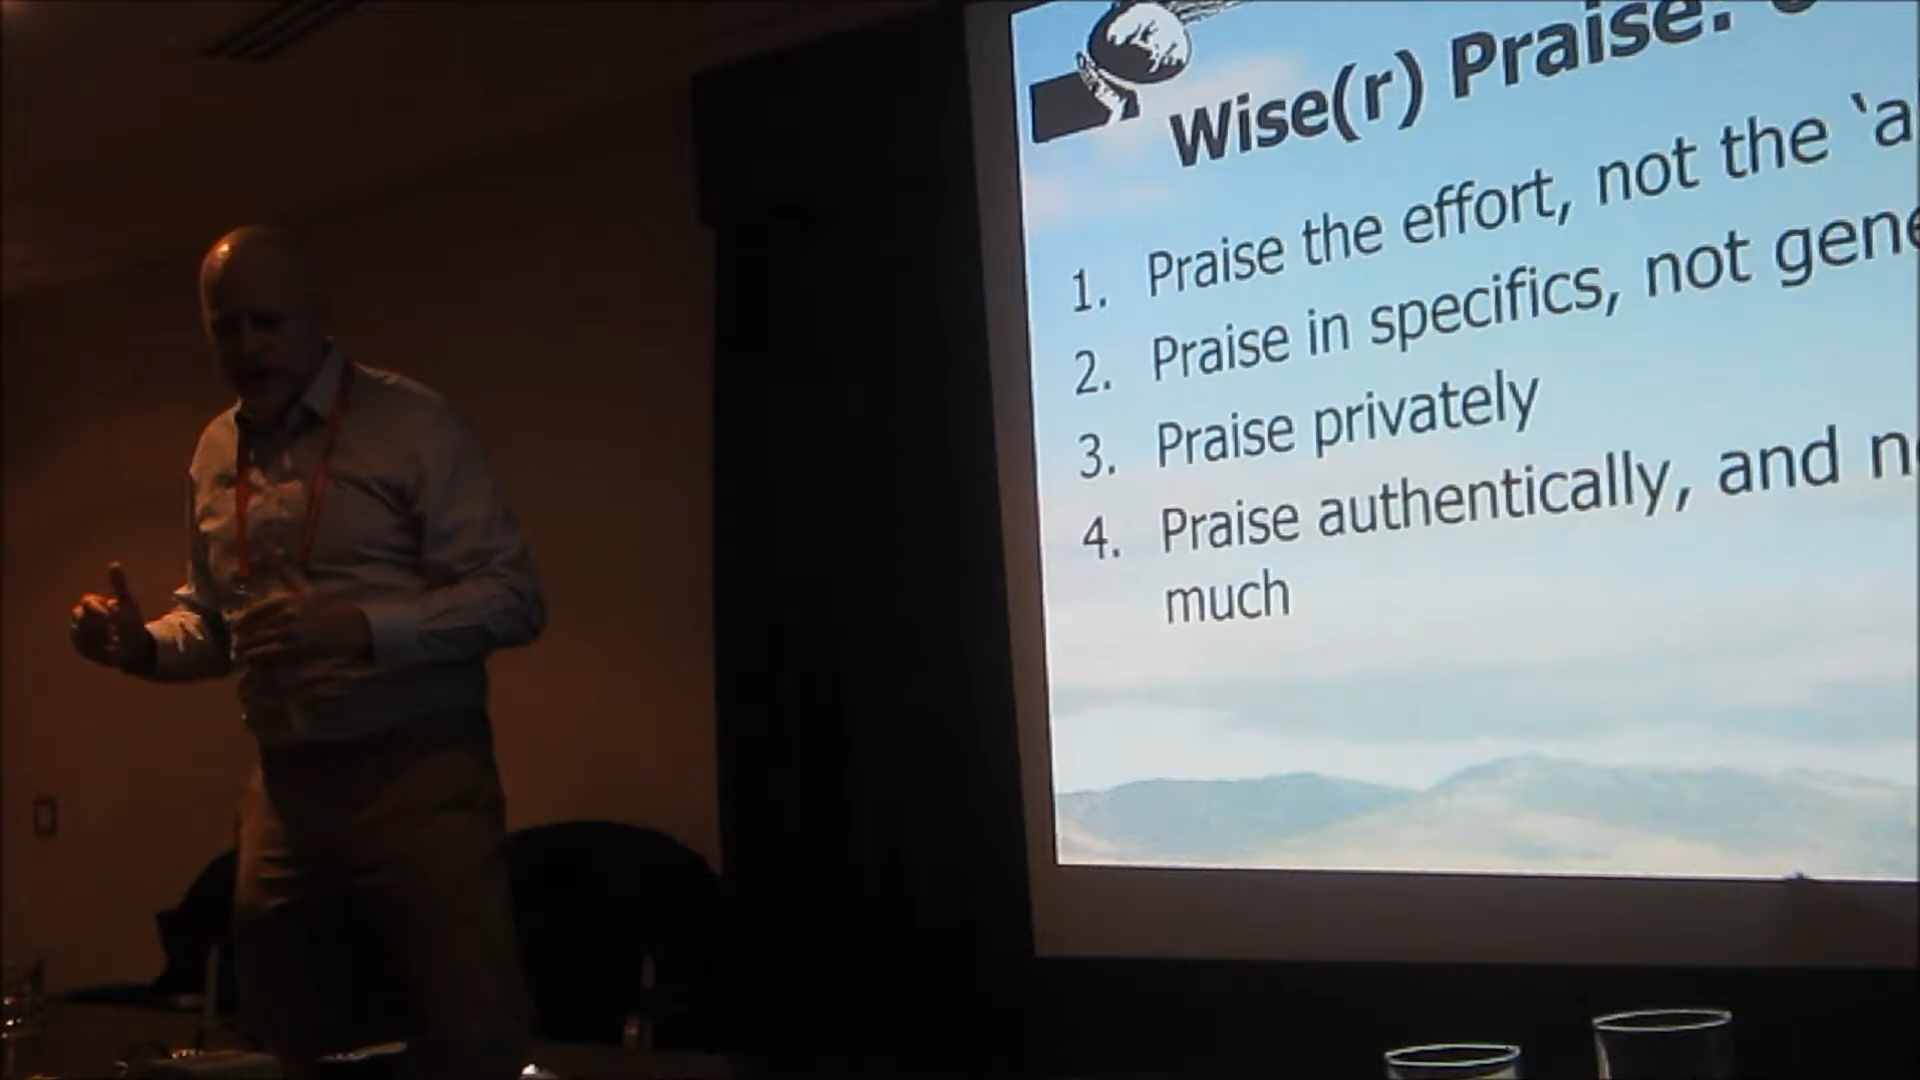 Wise(r) Praise:
1. Praise the effort, not the ‘a
2. Praise in specifics, not gene
3. Praise privately
4. Praise authentically, and n
much